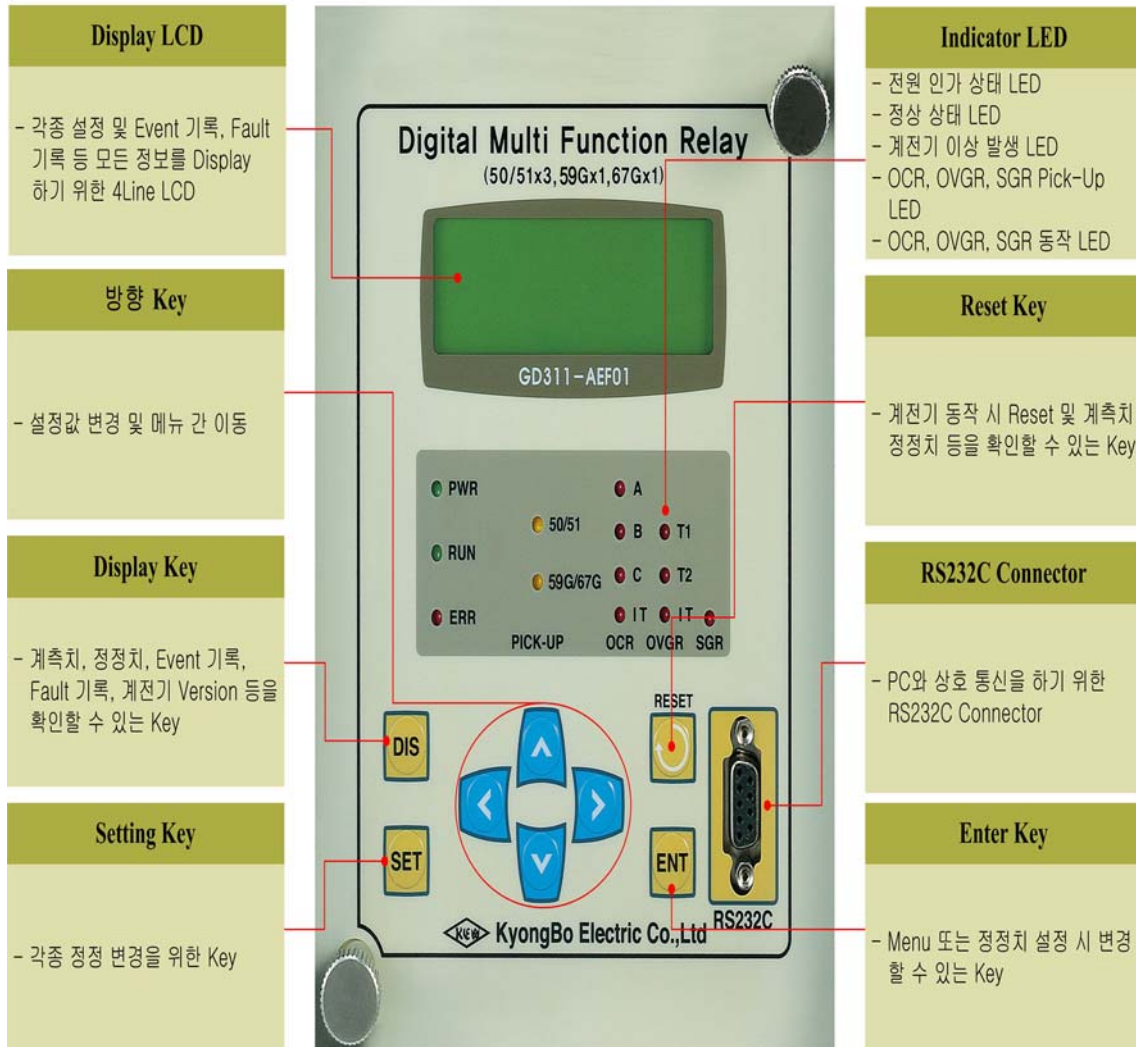 Display LCD
- 각종 설정 및 Event 기록, Fault
기록 등 모든 정보를 Display
하기 위한 4Line LCD
방향 Key
- 설정값 변경 및 메뉴 간 이동
Display Key
- 계측치, 정정치, Event 기록,
Fault 기록, 계전기 Version 등을
확인할 수 있는 Key
Setting Key
- 각종 정정 변경을 위한 Key
Digital Multi Function Relay
(50/51x3,59Gx1,67Gx1)
GD311-AEF01
PWR
RUN
ERR
50/51
59G/67G
PICK-UP
A
B
C
IT
OCR
T1
T2
IT
OVGR
SGR
DIS
SET
RESET
ENT
RS232C
KyongBo Electric Co.,Ltd
Indicator LED
- 전원 인가 상태 LED
- 정상 상태 LED
- 계전기 이상 발생 LED
- OCR, OVGR, SGR Pick-Up
LED
- OCR, OVGR, SGR 동작 LED
Reset Key
- 계전기 동작 시 Reset 및 계측치
정정치 등을 확인할 수 있는 Key
RS232C Connector
- PC와 상호 통신을 하기 위한
RS232C Connector
Enter Key
- Menu 또는 정정치 설정 시 변경
할 수 있는 Key